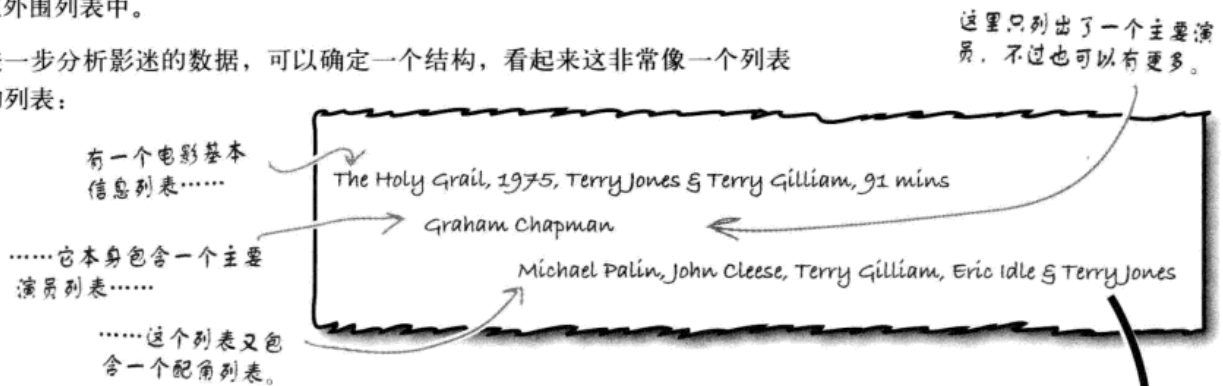 外围列表中。
一步分析影迷的数据，可以确定一个结构，看起来这非常像一个列表
列表：
这里只列出了一个主要演
员，不过也可以有更多。
有一个电影基本
信息列表……
The Holy Grail, 1975, Terry Jones & Terry Gilliam, 91 mins
Graham Chapman
……它本身包含一个主要
演员列表……
Michael Palin, John Cleese, Terry Gilliam, Eric Idle & Terry Jones
……这个列表又包
含一个配角列表。